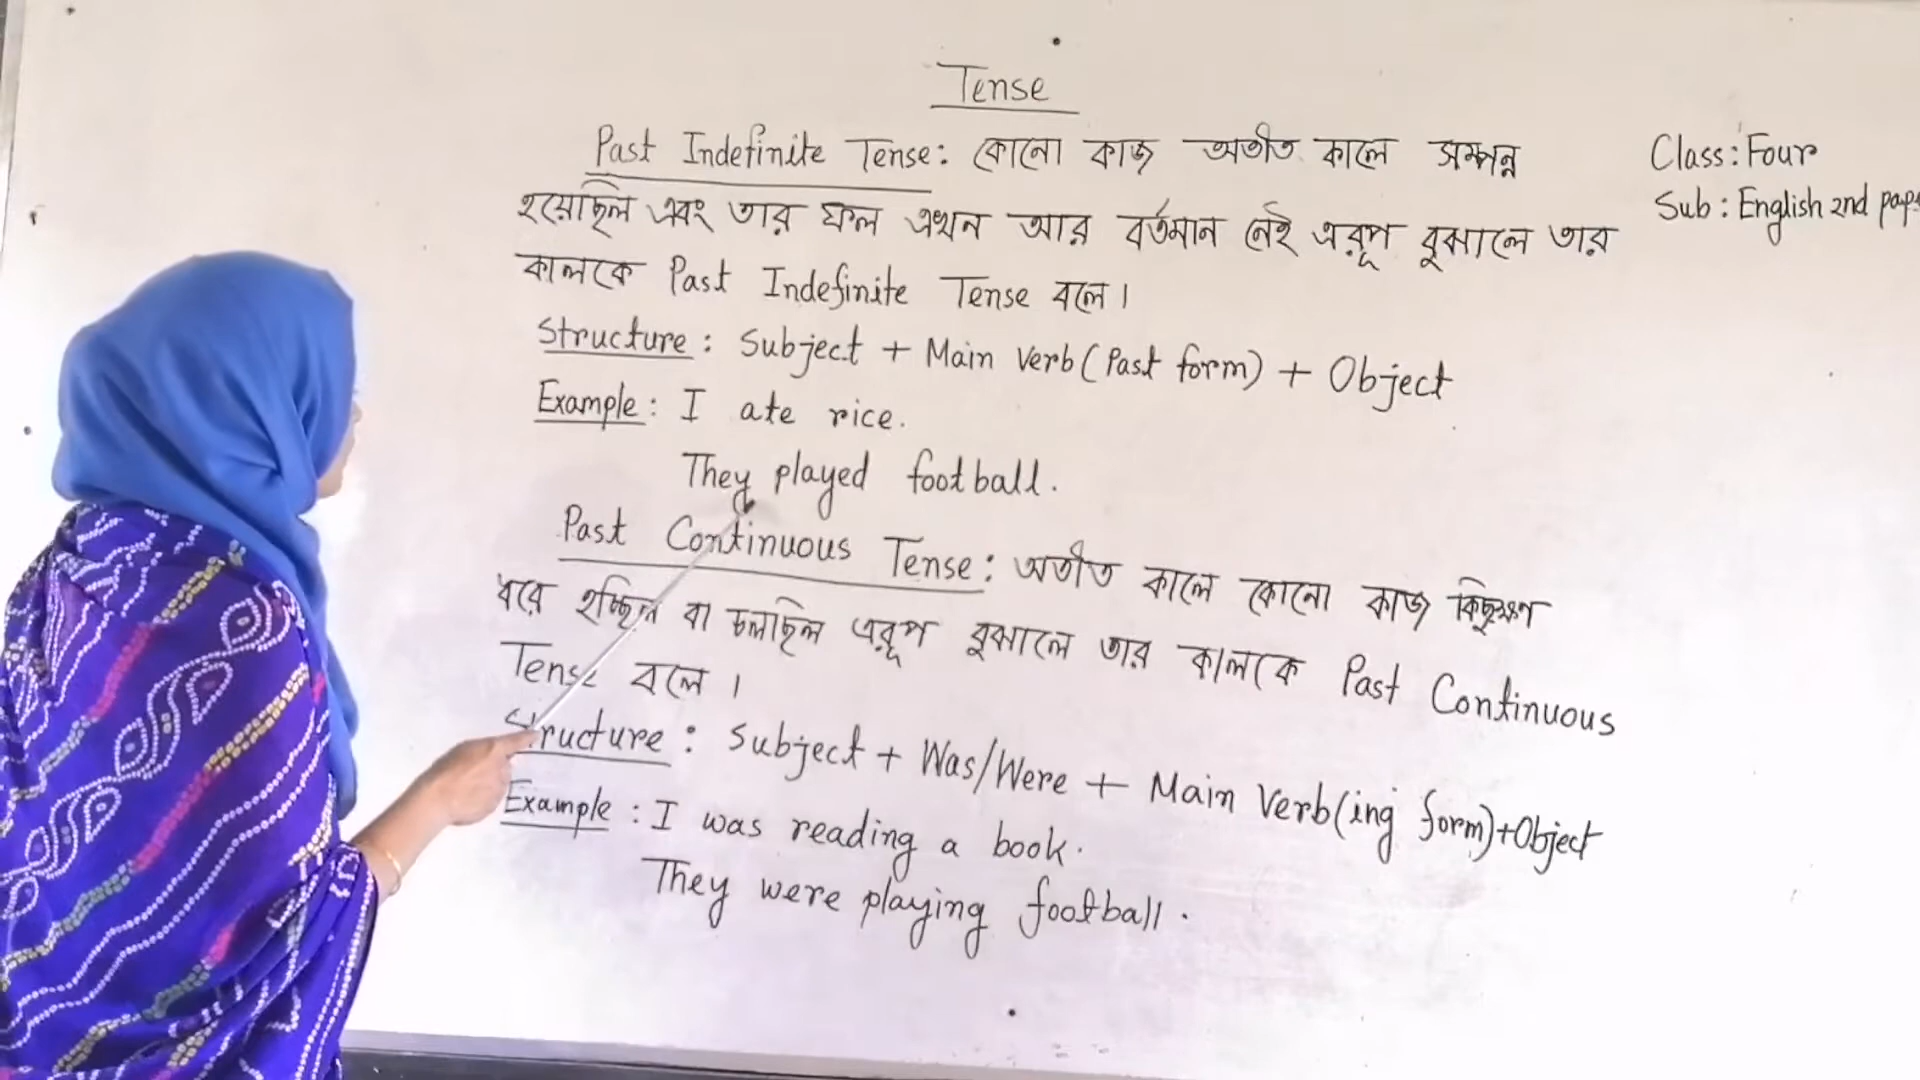 Tense
Past Indefinite Tense: কোনো কাজ অতীত কালে সম্পন্ন
হয়েছিল এবং তার ফল এখন আর বর্তমান নেই এরূপ বুঝালে তার
কালকে Past Indefinite Tense বলে।
Structure: Subject + Main Verb (Past form) + Object
Example: I ate rice.
They played football.
Past Continuous Tense: অতীত কালে কোনো কাজ কিছুক্ষণ
ধরে হচ্ছিল বা চলছিল এরূপ বুঝালে তার কালকে Past Continuous
Tense বলে।
Structure: Subject + Was/Were + Main Verb(ing form)+Object
Example: I was reading a book.
They were playing football.
Class: Four
Sub: English 2nd pape